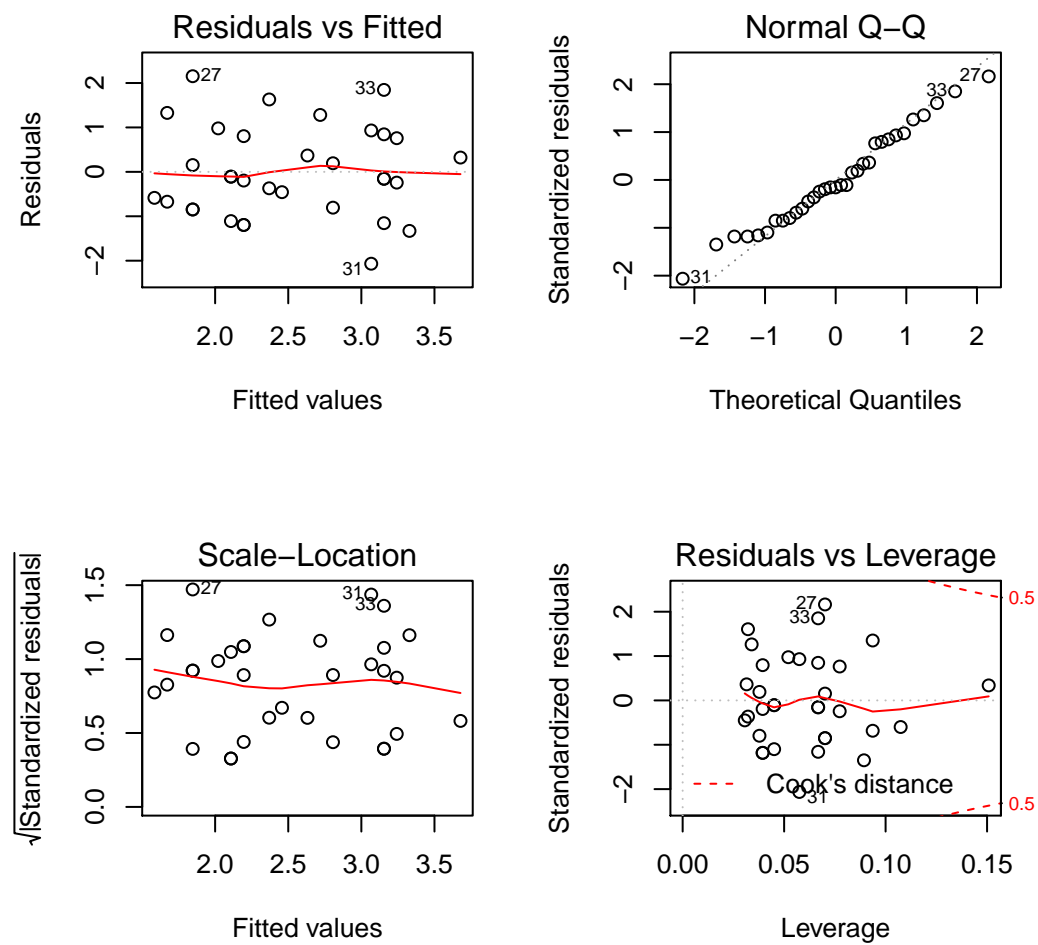 Residuals vs Fitted
Residuals
2
1
0
−2
27
33
31
2.0 2.5 3.0 3.5
Fitted values
Normal Q−Q
Standardized residuals
2
1
0
−2
33
27
31
−2 −1 0 1 2
Theoretical Quantiles
Scale−Location
√|Standardized residuals|
1.5
1.0
0.5
0.0
27
31
33
2.0 2.5 3.0 3.5
Fitted values
Residuals vs Leverage
Standardized residuals
2
1
0
−2
27
33
31
0.5
0.5
Cook's distance
0.00 0.05 0.10 0.15
Leverage